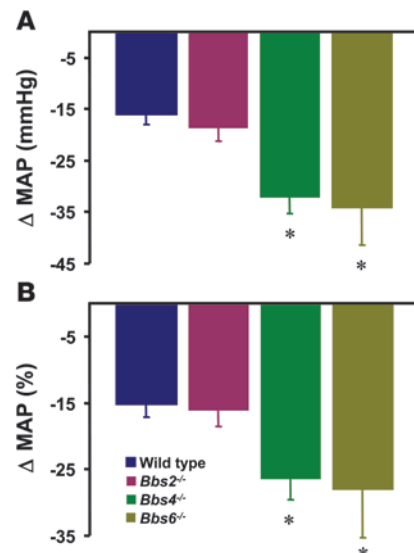 A
Δ MAP (mmHg)
-5
-15
-25
-35
-45
*
*
B
Δ MAP (%)
-5
-15
-25
-35
Wild type
Bbs2-/-
Bbs4-/-
Bbs6-/-
*
*